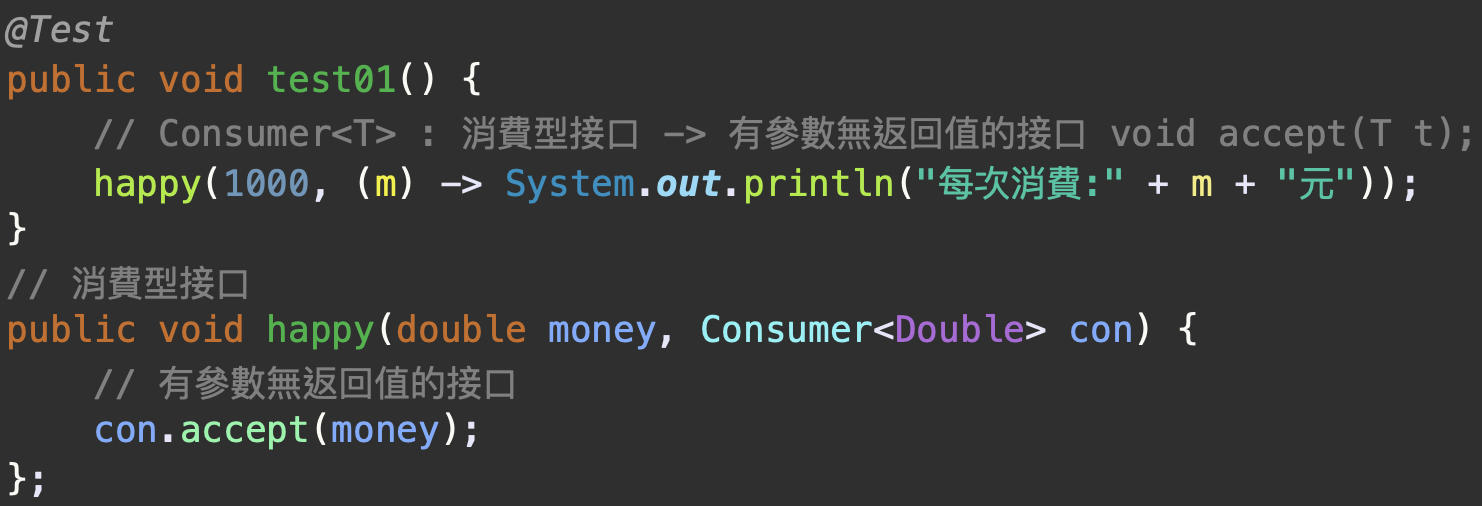 @Test
public void test01() {
    // Consumer<T> : 消費型接口 -> 有參數無返回值的接口 void accept(T t);
    happy(1000, (m) -> System.out.println("每次消費:" + m + "元"));
}
// 消費型接口
public void happy(double money, Consumer<Double> con) {
    // 有參數無返回值的接口
    con.accept(money);
};